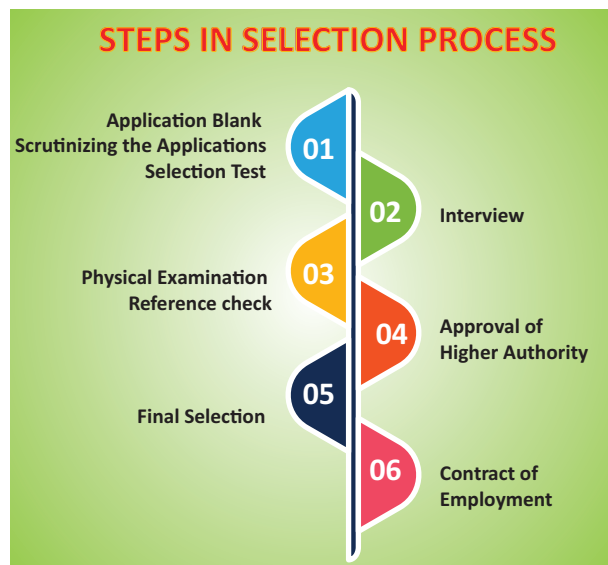 STEPS IN SELECTION PROCESS
Application Blank
Scrutinizing the Applications
Selection Test
01
02
Interview
Physical Examination
Reference check
03
04
Approval of
Higher Authority
Final Selection
05
06
Contract of
Employment